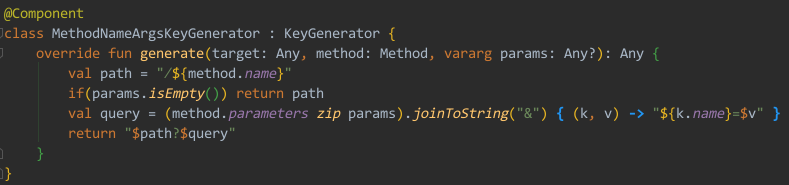 @Component
class MethodNameArgsKeyGenerator : KeyGenerator {
    override fun generate(target: Any, method: Method, vararg params: Any?): Any {
        val path = "/${method.name}"
        if(params.isEmpty()) return path
        val query = (method.parameters zip params).joinToString("&") { (k, v) -> "${k.name}=$v" }
        return "$path?$query"
    }
}